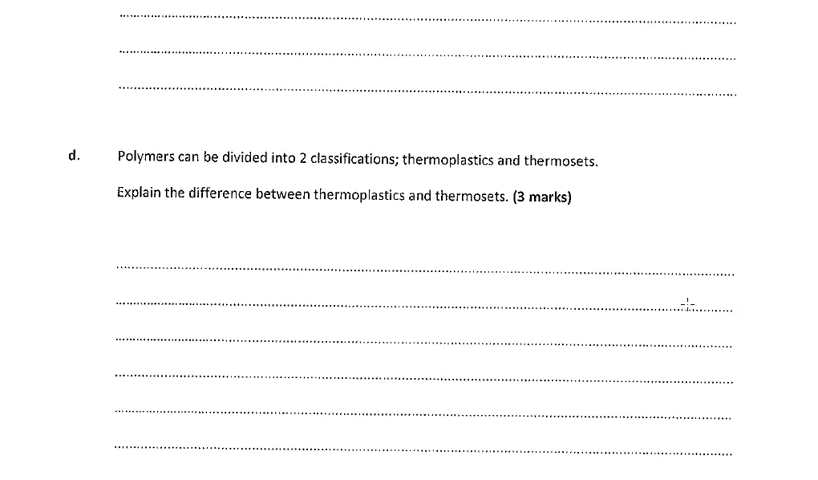 d. Polymers can be divided into 2 classifications; thermoplastics and thermosets.
Explain the difference between thermoplastics and thermosets. (3 marks)